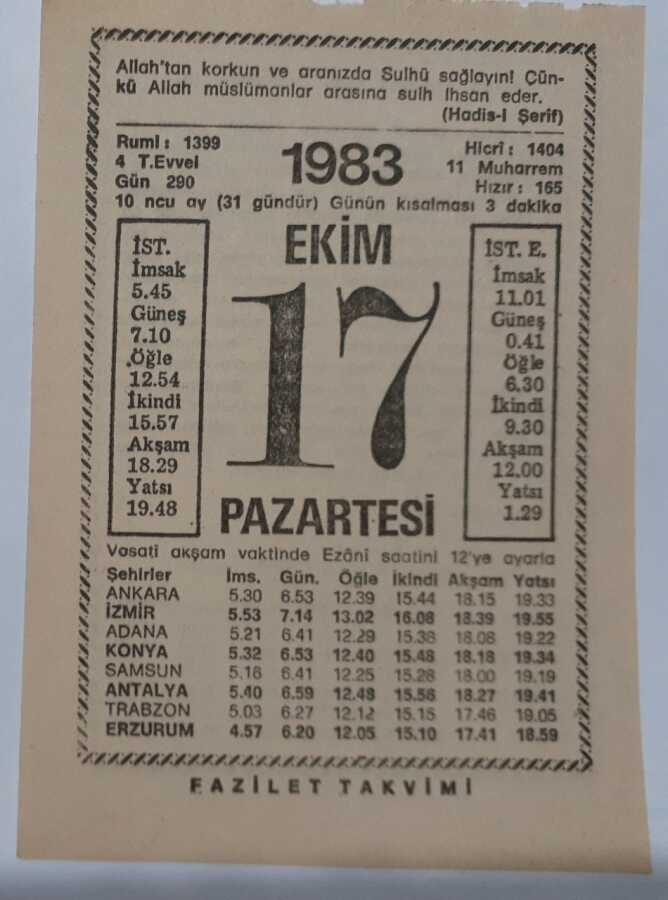 Allah'tan korkun ve aranızda Sulhü sağlayın! Çün-
kü Allah müslümanlar arasına sulh ihsan eder.
(Hadis-i Şerif)
Rumî: 1399
4 T.Evvel
Gün 290
1983
Hicrî: 1404
11 Muharrem
Hızır: 165
10 ncu ay (31 gündür) Günün kısalması 3 dakika
İST.
İmsak
5.45
Güneş
7.10
Öğle
12.54
İkindi
15.57
Akşam
18.29
Yatsı
19.48
EKİM
17
PAZARTESİ
İST. E.
İmsak
11.01
Güneş
0.41
Öğle
6.30
İkindi
9.30
Akşam
12.00
Yatsı
1.29
Vasati akşam vaktinde Ezânî saatini 12'ye ayarla
Şehirler İms. Gün. Öğle İkindi Akşam Yatsı
ANKARA 5.30 6.53 12.39 15.44 18.15 19.33
İZMİR 5.53 7.14 13.02 16.08 18.39 19.55
ADANA 5.21 6.41 12.29 15.38 18.08 19.22
KONYA 5.32 6.53 12.40 15.48 18.18 19.34
SAMSUN 5.16 6.41 12.25 15.28 18.00 19.19
ANTALYA 5.40 6.59 12.48 15.58 18.27 19.41
TRABZON 5.03 6.27 12.12 15.15 17.46 19.05
ERZURUM 4.57 6.20 12.05 15.10 17.41 18.59
FAZİLET TAKVİMİ